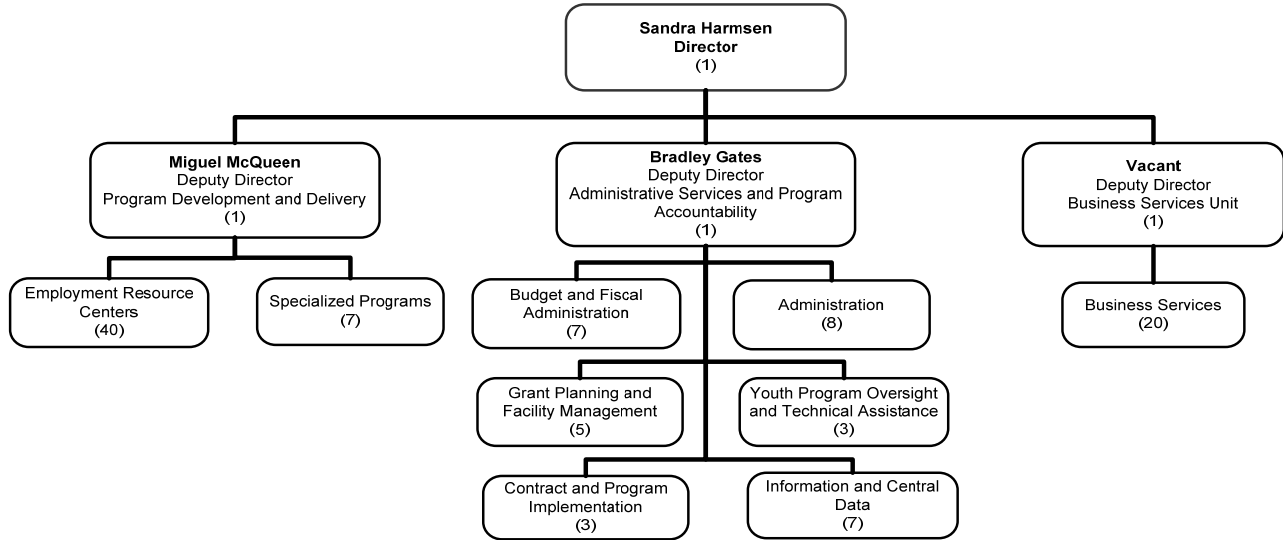 Sandra Harmsen
Director
(1)
Miguel McQueen
Deputy Director
Program Development and Delivery
(1)
Bradley Gates
Deputy Director
Administrative Services and Program
Accountability
(1)
Vacant
Deputy Director
Business Services Unit
(1)
Employment Resource
Centers
(40)
Specialized Programs
(7)
Budget and Fiscal
Administration
(7)
Administration
(8)
Business Services
(20)
Grant Planning and
Facility Management
(5)
Youth Program Oversight
and Technical Assistance
(3)
Contract and Program
Implementation
(3)
Information and Central
Data
(7)